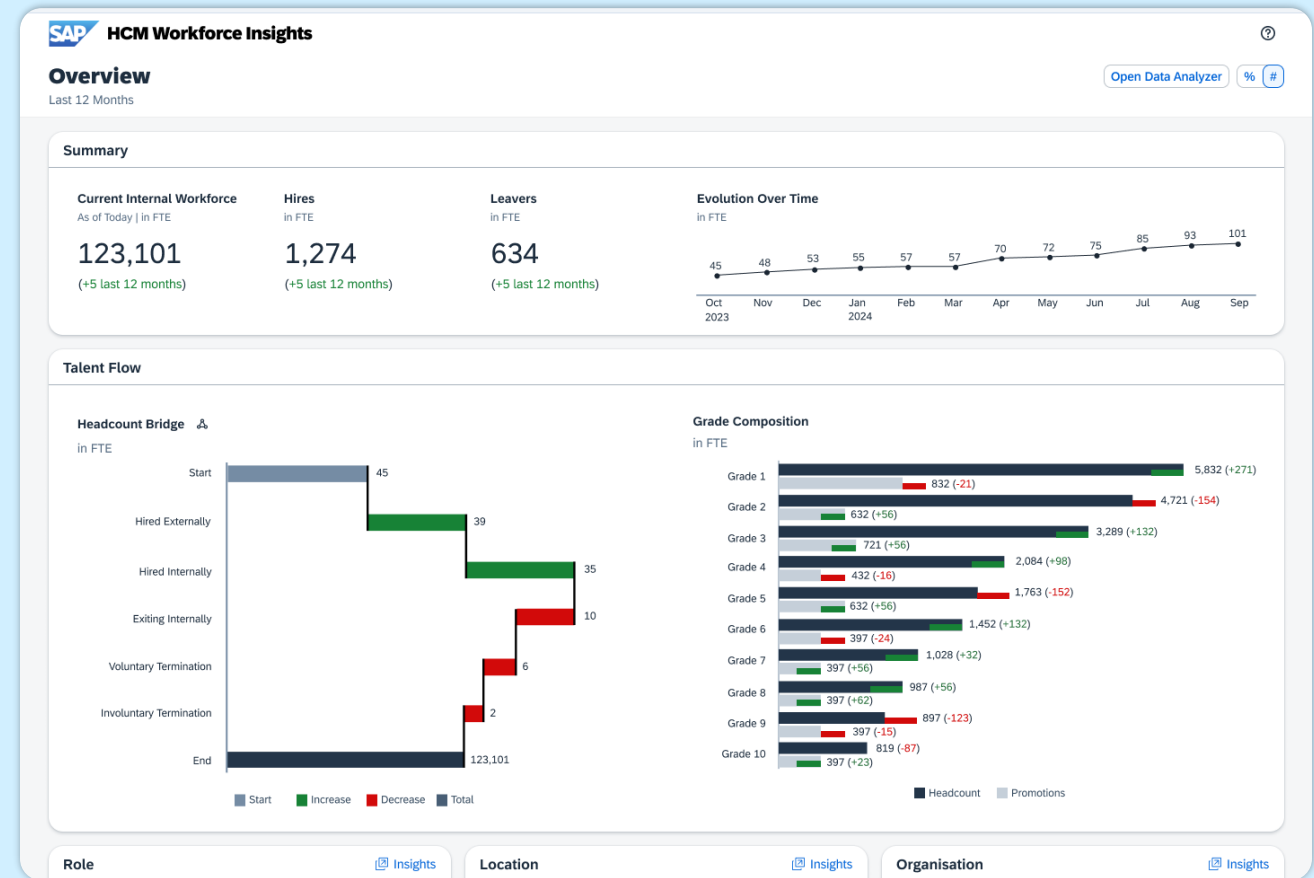 SAP HCM Workforce Insights
Overview
Last 12 Months
Open Data Analyzer % #
Summary
Current Internal Workforce
As of Today | in FTE
123,101
(+5 last 12 months)
Hires
in FTE
1,274
(+5 last 12 months)
Leavers
in FTE
634
(+5 last 12 months)
Evolution Over Time
in FTE
45 48 53 55 57 57 70 72 75 85 93 101
Oct Nov Dec Jan Feb Mar Apr May Jun Jul Aug Sep
2023 2024
Talent Flow
Headcount Bridge
in FTE
Start 45
Hired Externally 39
Hired Internally 35
Exiting Internally 10
Voluntary Termination 6
Involuntary Termination 2
End 123,101
Start Increase Decrease Total
Grade Composition
in FTE
Grade 1 5,832 (+271)
832 (-21)
Grade 2 4,721 (-154)
632 (+56)
Grade 3 3,289 (+132)
721 (+56)
Grade 4 2,084 (+98)
432 (-16)
Grade 5 1,763 (-152)
632 (+56)
Grade 6 1,452 (+132)
397 (-24)
Grade 7 1,028 (+32)
397 (+56)
Grade 8 987 (+56)
397 (+62)
Grade 9 897 (-123)
397 (-15)
Grade 10 819 (-87)
397 (+23)
Headcount Promotions
Role Insights
Location Insights
Organisation Insights